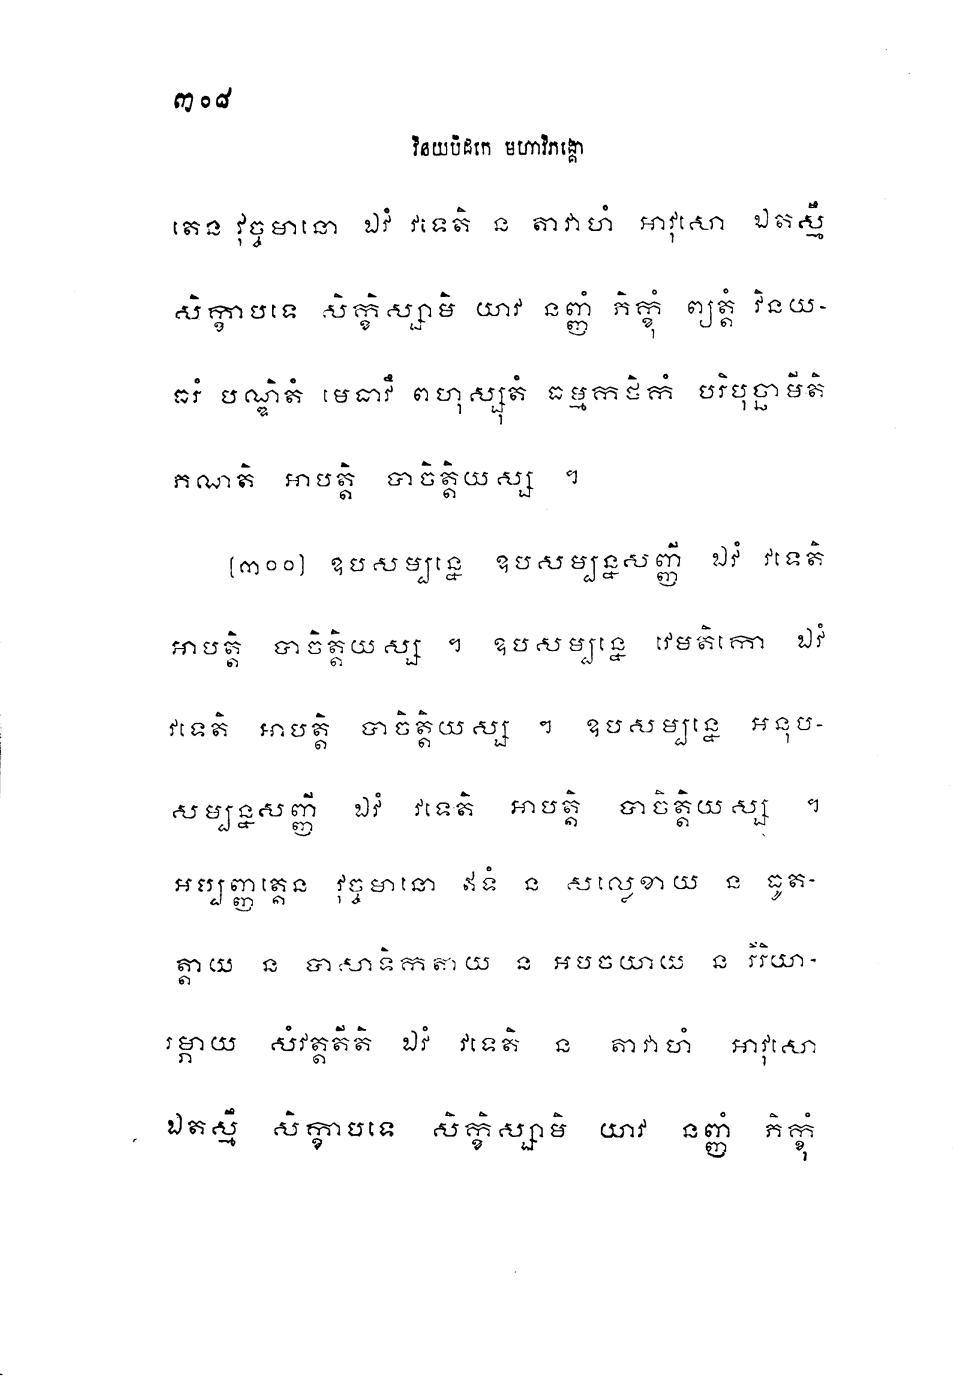 ៣០៨
វិនយបិដកេ មហាវិភង្គោ
តេន វុច្ចមានោ ឯវំ វទេតិ ន តាវាហំ អាវុសោ ឯតស្មឹ
សិក្ខាបទេ សិក្ខិស្សាមិ យាវ នញ្ញំ ភិក្ខុំ ព្យត្តំ វិនយ-
ធរំ បណ្ឌិតំ មេធាវឹ ពហុស្សុតំ ធម្មកថិកំ បរិបុច្ឆាមីតិ
ភណតិ អាបត្តិ បាចិត្តិយស្ស ។
(៣០០) ឧបសម្បន្នេ ឧបសម្បន្នសញ្ញី ឯវំ វទេតិ
អាបត្តិ បាចិត្តិយស្ស ។ ឧបសម្បន្នេ វេមតិកោ ឯវំ
វទេតិ អាបត្តិ បាចិត្តិយស្ស ។ ឧបសម្បន្នេ អនុប-
សម្បន្នសញ្ញី ឯវំ វទេតិ អាបត្តិ បាចិត្តិយស្ស ។
អប្បញ្ញត្តេន វុច្ចមានោ ឥទំ ន សល្លេខាយ ន ធូត-
ត្តាយ ន បាសាទិកតាយ ន អបចយាយ ន វិរិយា-
រម្ភាយ សំវត្តតីតិ ឯវំ វទេតិ ន តាវាហំ អាវុសោ
ឯតស្មឹ សិក្ខាបទេ សិក្ខិស្សាមិ យាវ នញ្ញំ ភិក្ខុំ